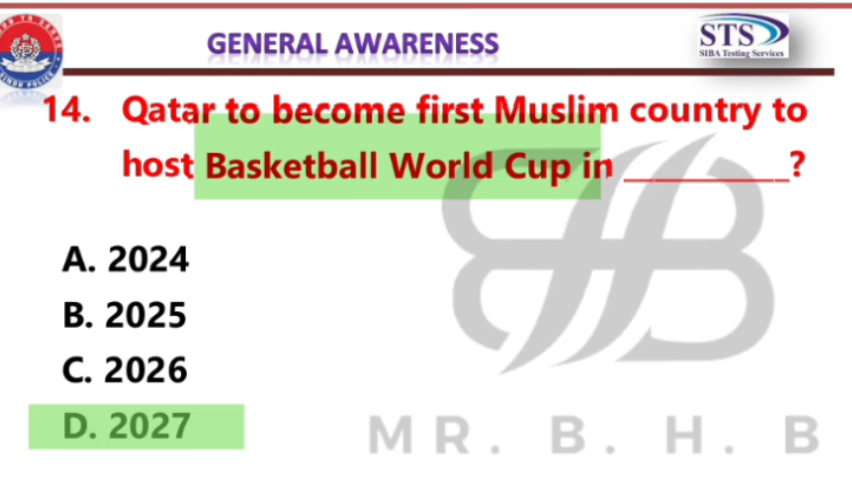 GENERAL AWARENESS
STS
SIBA Testing Services
14. Qatar to become first Muslim country to
host Basketball World Cup in __________?
A. 2024
B. 2025
C. 2026
D. 2027
MR. B. H. B